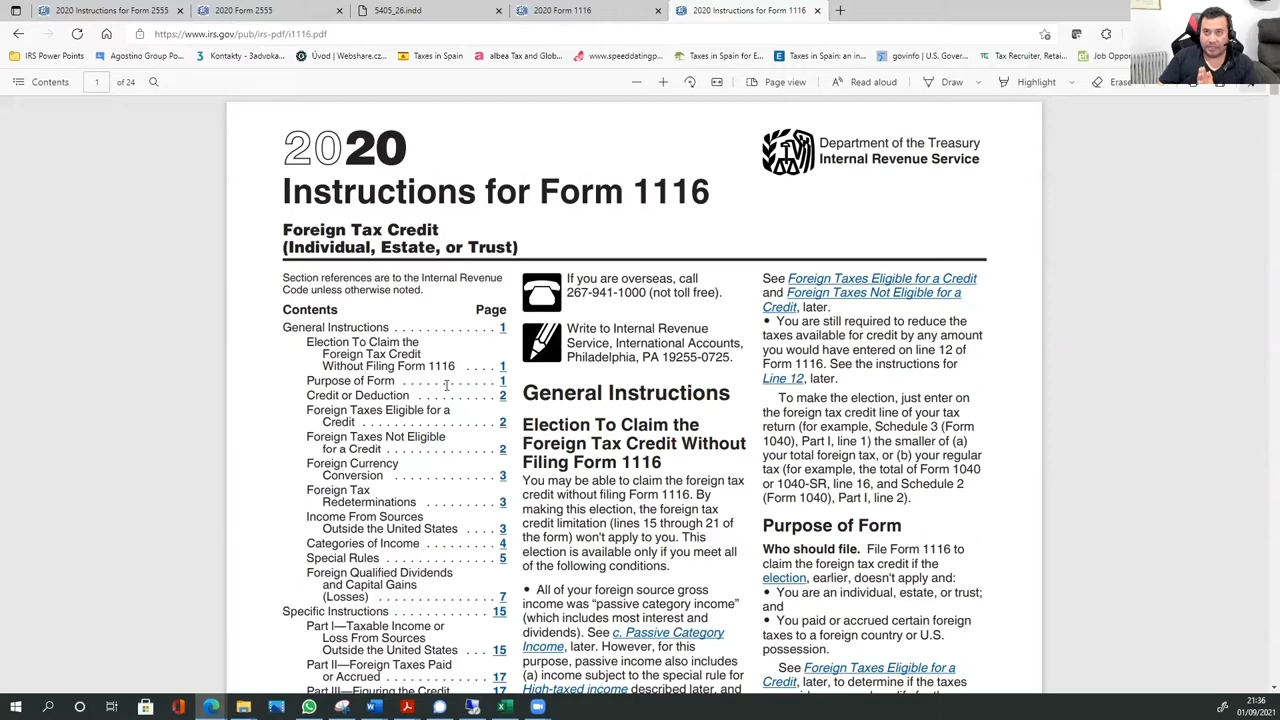 2020 Instructions for Form 2555
2020 Form 2555
5405_26.indd
2020 Form 1116
2020 Instructions for Form 1116
https://www.irs.gov/pub/irs-pdf/i1116.pdf
IRS Power Points
Agostino Group Po...
Kontakty - 3advoka...
Úvod | Webshare.cz...
Taxes in Spain
albea Tax and Glob...
www.speeddatingp...
Taxes in Spain for E...
Taxes in Spain: an in...
govinfo | U.S. Gover...
Tax Recruiter, Retai...
Job Oppor
Contents
1
of 24
Page view
Read aloud
Draw
Highlight
Erase
2020
Instructions for Form 1116
Department of the Treasury
Internal Revenue Service
Foreign Tax Credit
(Individual, Estate, or Trust)
Section references are to the Internal Revenue
Code unless otherwise noted.
Contents Page
General Instructions . . . . . . . . . . . . . 1
Election To Claim the
Foreign Tax Credit
Without Filing Form 1116 . . . . 1
Purpose of Form . . . . . . . . . . . . 1
Credit or Deduction . . . . . . . . . . 2
Foreign Taxes Eligible for a
Credit . . . . . . . . . . . . . . . . . 2
Foreign Taxes Not Eligible
for a Credit . . . . . . . . . . . . . . 2
Foreign Currency
Conversion . . . . . . . . . . . . . 3
Foreign Tax
Redeterminations . . . . . . . . . 3
Income From Sources
Outside the United States . . . . 3
Categories of Income . . . . . . . . . 4
Special Rules . . . . . . . . . . . . . . 5
Foreign Qualified Dividends
and Capital Gains
(Losses) . . . . . . . . . . . . . . . 7
Specific Instructions . . . . . . . . . . . . . 15
Part I—Taxable Income or
Loss From Sources
Outside the United States . . . 15
Part II—Foreign Taxes Paid
or Accrued . . . . . . . . . . . . . . 17
Part III—Figuring the Credit 17
If you are overseas, call
267-941-1000 (not toll free).
Write to Internal Revenue
Service, International Accounts,
Philadelphia, PA 19255-0725.
General Instructions
Election To Claim the
Foreign Tax Credit Without
Filing Form 1116
You may be able to claim the foreign tax
credit without filing Form 1116. By
making this election, the foreign tax
credit limitation (lines 15 through 21 of
the form) won't apply to you. This
election is available only if you meet all
of the following conditions.
• All of your foreign source gross
income was “passive category income”
(which includes most interest and
dividends). See c. Passive Category
Income, later. However, for this
purpose, passive income also includes
(a) income subject to the special rule for
High-taxed income described later, and
See Foreign Taxes Eligible for a Credit
and Foreign Taxes Not Eligible for a
Credit, later.
• You are still required to reduce the
taxes available for credit by any amount
you would have entered on line 12 of
Form 1116. See the instructions for
Line 12, later.
To make the election, just enter on
the foreign tax credit line of your tax
return (for example, Schedule 3 (Form
1040), Part I, line 1) the smaller of (a)
your total foreign tax, or (b) your regular
tax (for example, the total of Form 1040
or 1040-SR, line 16, and Schedule 2
(Form 1040), Part I, line 2).
Purpose of Form
Who should file. File Form 1116 to
claim the foreign tax credit if the
election, earlier, doesn't apply and:
• You are an individual, estate, or trust;
and
• You paid or accrued certain foreign
taxes to a foreign country or U.S.
possession.
See Foreign Taxes Eligible for a
Credit, later, to determine if the taxes
21:36
01/09/2021